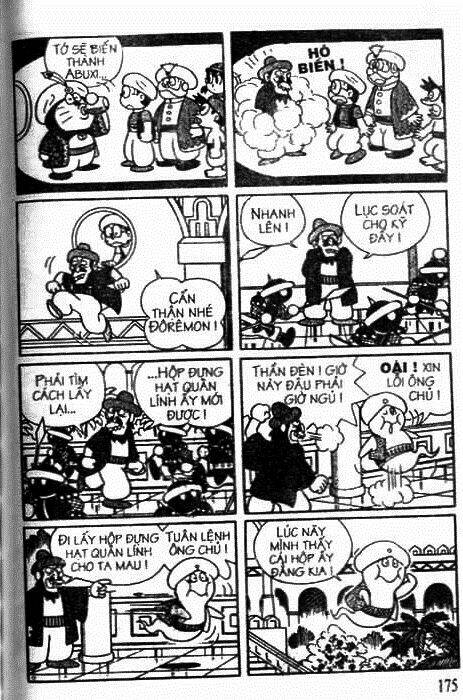 TỚ SẼ BIẾN
THÀNH
ABUXI...
HÔ
BIẾN !
CẨN
THẬN NHÉ
ĐÔRÊMON !
NHANH
LÊN !
LỤC SOÁT
CHO KỸ
ĐẤY !
PHẢI TÌM
CÁCH LẤY
LẠI...
...HỘP ĐỰNG
HẠT QUÂN
LÍNH ẤY MỚI
ĐƯỢC !
THẦN ĐÈN ! GIỜ
NÀY ĐÂU PHẢI
GIỜ NGỦ !
OẬI ! XIN
LỖI ÔNG
CHỦ !
ĐI LẤY HỘP ĐỰNG
HẠT QUÂN LÍNH
CHO TA MAU !
TUÂN LỆNH
ÔNG CHỦ !
LÚC NÃY
MÌNH THẤY
CÁI HỘP ẤY
ĐẰNG KIA !
175